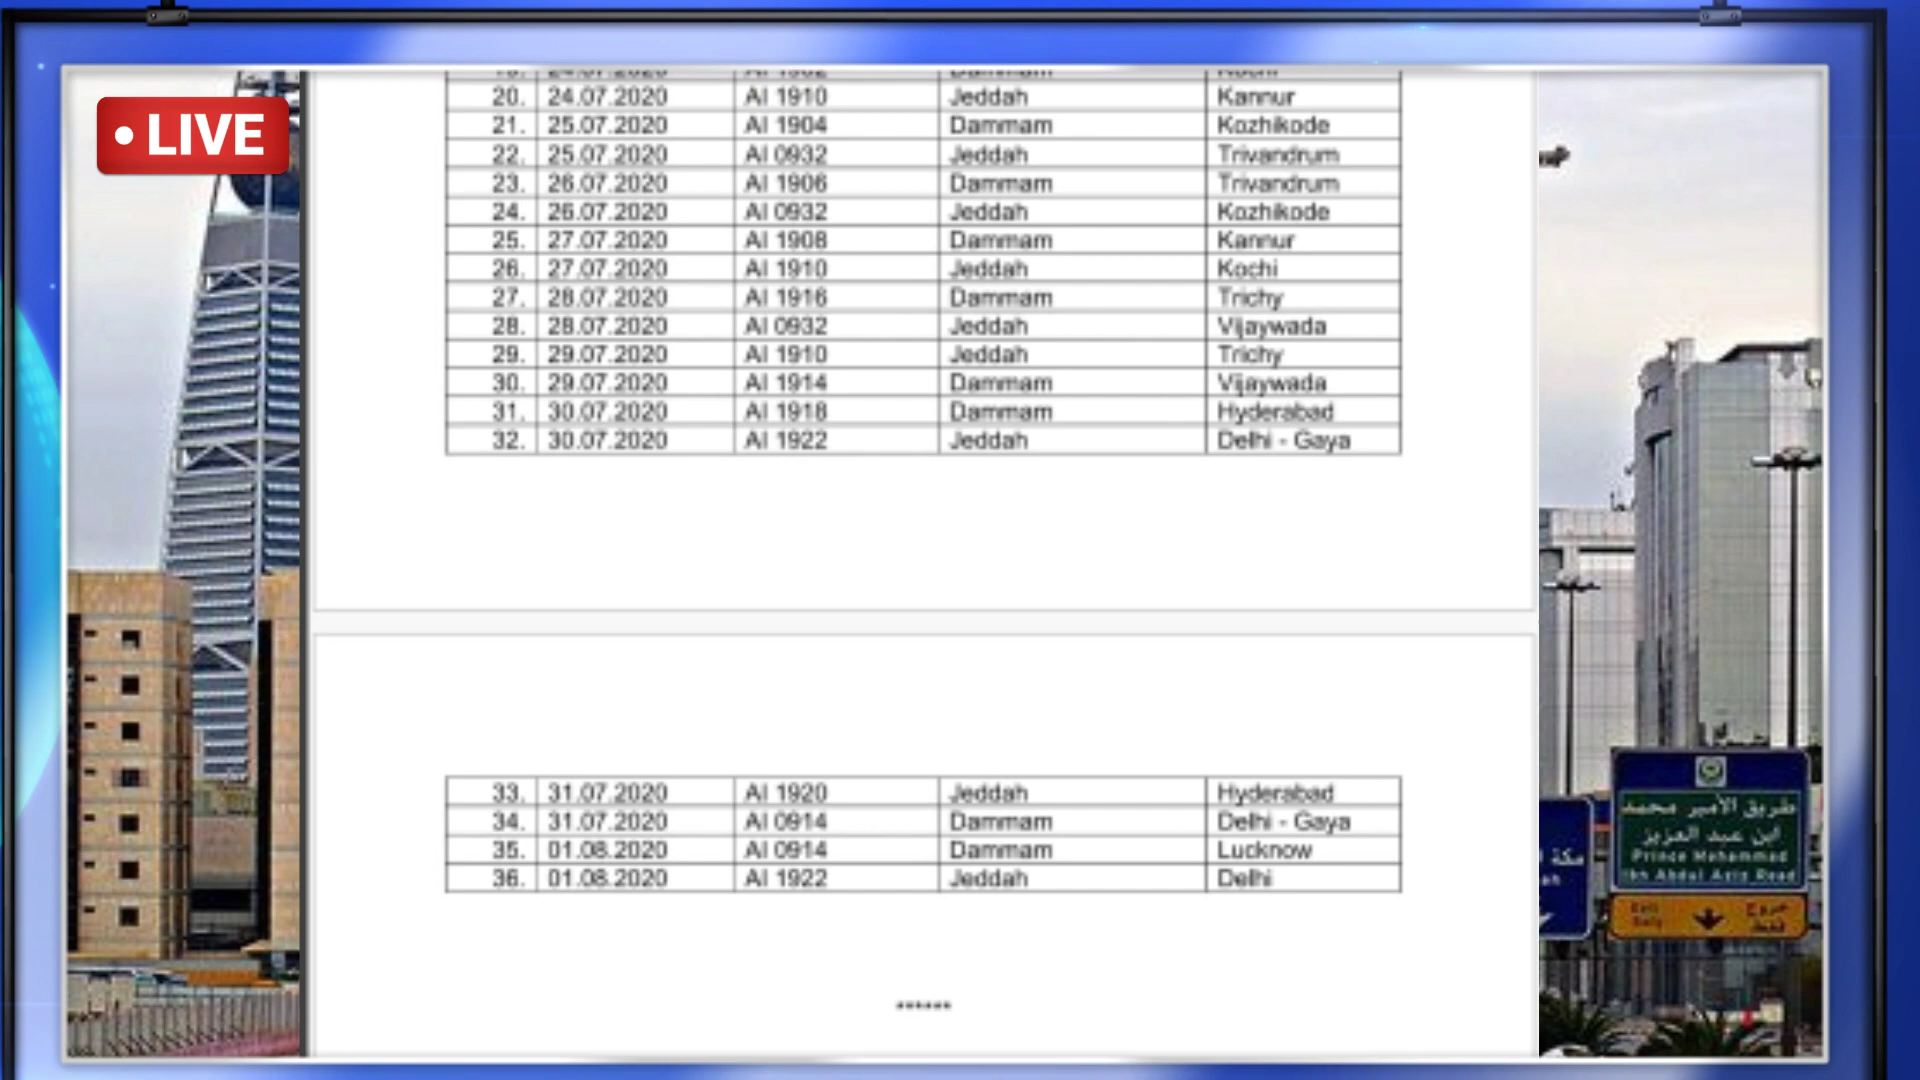 LIVE
20. 24.07.2020 AI 1910 Jeddah Kannur
21. 25.07.2020 AI 1904 Dammam Kozhikode
22. 25.07.2020 AI 0932 Jeddah Trivandrum
23. 26.07.2020 AI 1906 Dammam Trivandrum
24. 26.07.2020 AI 0932 Jeddah Kozhikode
25. 27.07.2020 AI 1908 Dammam Kannur
26. 27.07.2020 AI 1910 Jeddah Kochi
27. 28.07.2020 AI 1916 Dammam Trichy
28. 28.07.2020 AI 0932 Jeddah Vijaywada
29. 29.07.2020 AI 1910 Jeddah Trichy
30. 29.07.2020 AI 1914 Dammam Vijaywada
31. 30.07.2020 AI 1918 Dammam Hyderabad
32. 30.07.2020 AI 1922 Jeddah Delhi - Gaya
33. 31.07.2020 AI 1920 Jeddah Hyderabad
34. 31.07.2020 AI 0914 Dammam Delhi - Gaya
35. 01.08.2020 AI 0914 Dammam Lucknow
36. 01.08.2020 AI 1922 Jeddah Delhi
******
طريق الأمير محمد
ابن عبد العزيز
Prince Mohammad
Ibn Abdul Aziz Road
مكة
خروج
فقط
Exit
Only